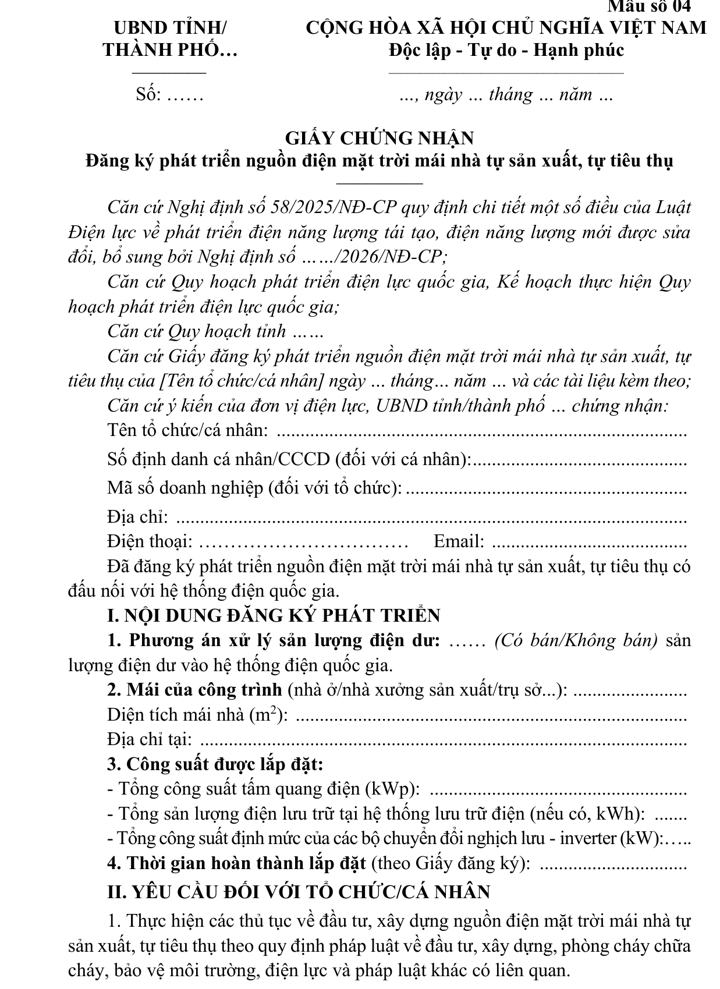 Mẫu số 04
UBND TỈNH/ CỘNG HÒA XÃ HỘI CHỦ NGHĨA VIỆT NAM
THÀNH PHỐ… Độc lập - Tự do - Hạnh phúc
Số: …… …, ngày … tháng … năm …
GIẤY CHỨNG NHẬN
Đăng ký phát triển nguồn điện mặt trời mái nhà tự sản xuất, tự tiêu thụ
Căn cứ Nghị định số 58/2025/NĐ-CP quy định chi tiết một số điều của Luật
Điện lực về phát triển điện năng lượng tái tạo, điện năng lượng mới được sửa
đổi, bổ sung bởi Nghị định số ……/2026/NĐ-CP;
Căn cứ Quy hoạch phát triển điện lực quốc gia, Kế hoạch thực hiện Quy
hoạch phát triển điện lực quốc gia;
Căn cứ Quy hoạch tỉnh ……
Căn cứ Giấy đăng ký phát triển nguồn điện mặt trời mái nhà tự sản xuất, tự
tiêu thụ của [Tên tổ chức/cá nhân] ngày … tháng… năm … và các tài liệu kèm theo;
Căn cứ ý kiến của đơn vị điện lực, UBND tỉnh/thành phố … chứng nhận:
Tên tổ chức/cá nhân: ........................................................................................
Số định danh cá nhân/CCCD (đối với cá nhân):..............................................
Mã số doanh nghiệp (đối với tổ chức):............................................................
Địa chỉ: .............................................................................................................
Điện thoại: …………………………… Email: ..........................................
Đã đăng ký phát triển nguồn điện mặt trời mái nhà tự sản xuất, tự tiêu thụ có
đấu nối với hệ thống điện quốc gia.
I. NỘI DUNG ĐĂNG KÝ PHÁT TRIỂN
1. Phương án xử lý sản lượng điện dư: …… (Có bán/Không bán) sản
lượng điện dư vào hệ thống điện quốc gia.
2. Mái của công trình (nhà ở/nhà xưởng sản xuất/trụ sở...): ........................
Diện tích mái nhà (m²): ...................................................................................
Địa chỉ tại: ........................................................................................................
3. Công suất được lắp đặt:
- Tổng công suất tấm quang điện (kWp): .......................................................
- Tổng sản lượng điện lưu trữ tại hệ thống lưu trữ điện (nếu có, kWh): .......
- Tổng công suất định mức của các bộ chuyển đổi nghịch lưu - inverter (kW):.….
4. Thời gian hoàn thành lắp đặt (theo Giấy đăng ký): ................................
II. YÊU CẦU ĐỐI VỚI TỔ CHỨC/CÁ NHÂN
1. Thực hiện các thủ tục về đầu tư, xây dựng nguồn điện mặt trời mái nhà tự
sản xuất, tự tiêu thụ theo quy định pháp luật về đầu tư, xây dựng, phòng cháy chữa
cháy, bảo vệ môi trường, điện lực và pháp luật khác có liên quan.